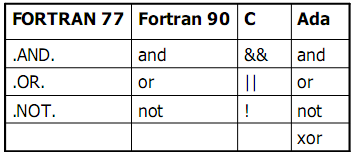 FORTRAN 77 Fortran 90 C Ada
.AND. and && and
.OR. or || or
.NOT. not ! not
xor